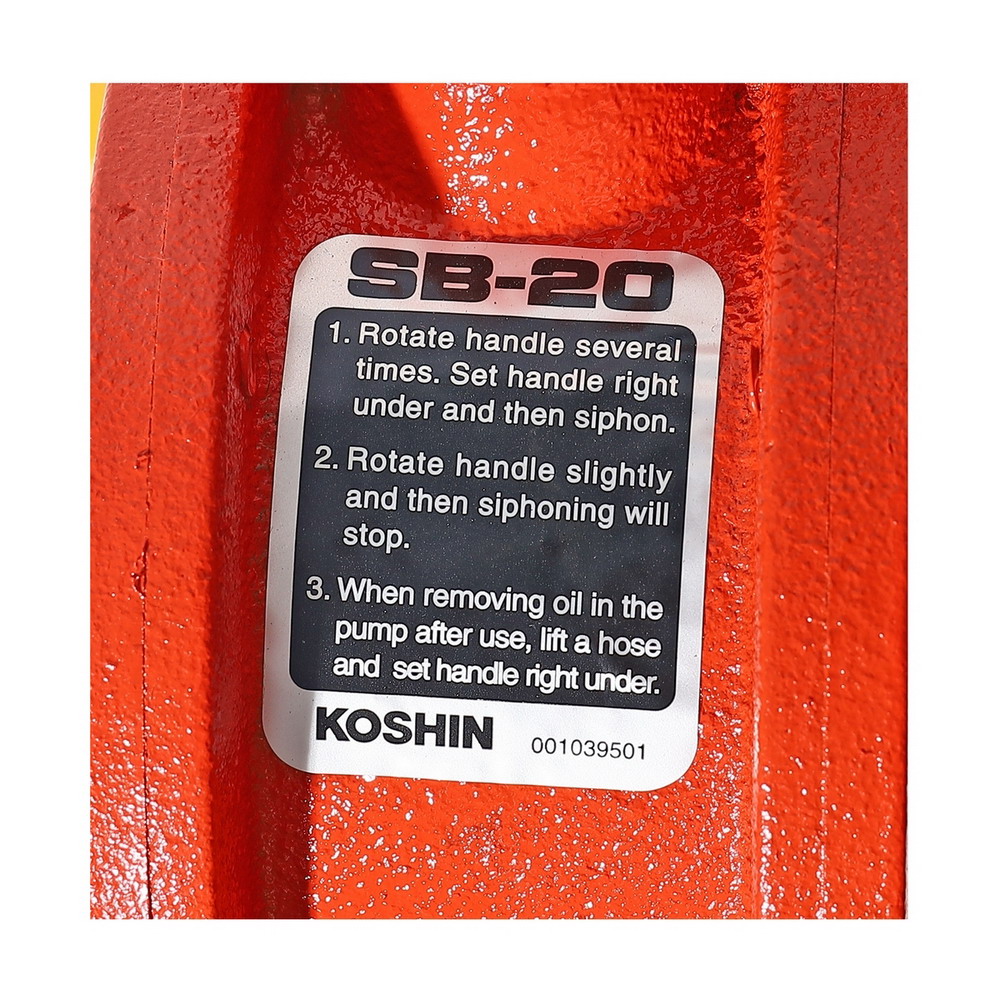 SB-20
1. Rotate handle several
times. Set handle right
under and then siphon.
2. Rotate handle slightly
and then siphoning will
stop.
3. When removing oil in the
pump after use, lift a hose
and set handle right under.
KOSHIN 001039501